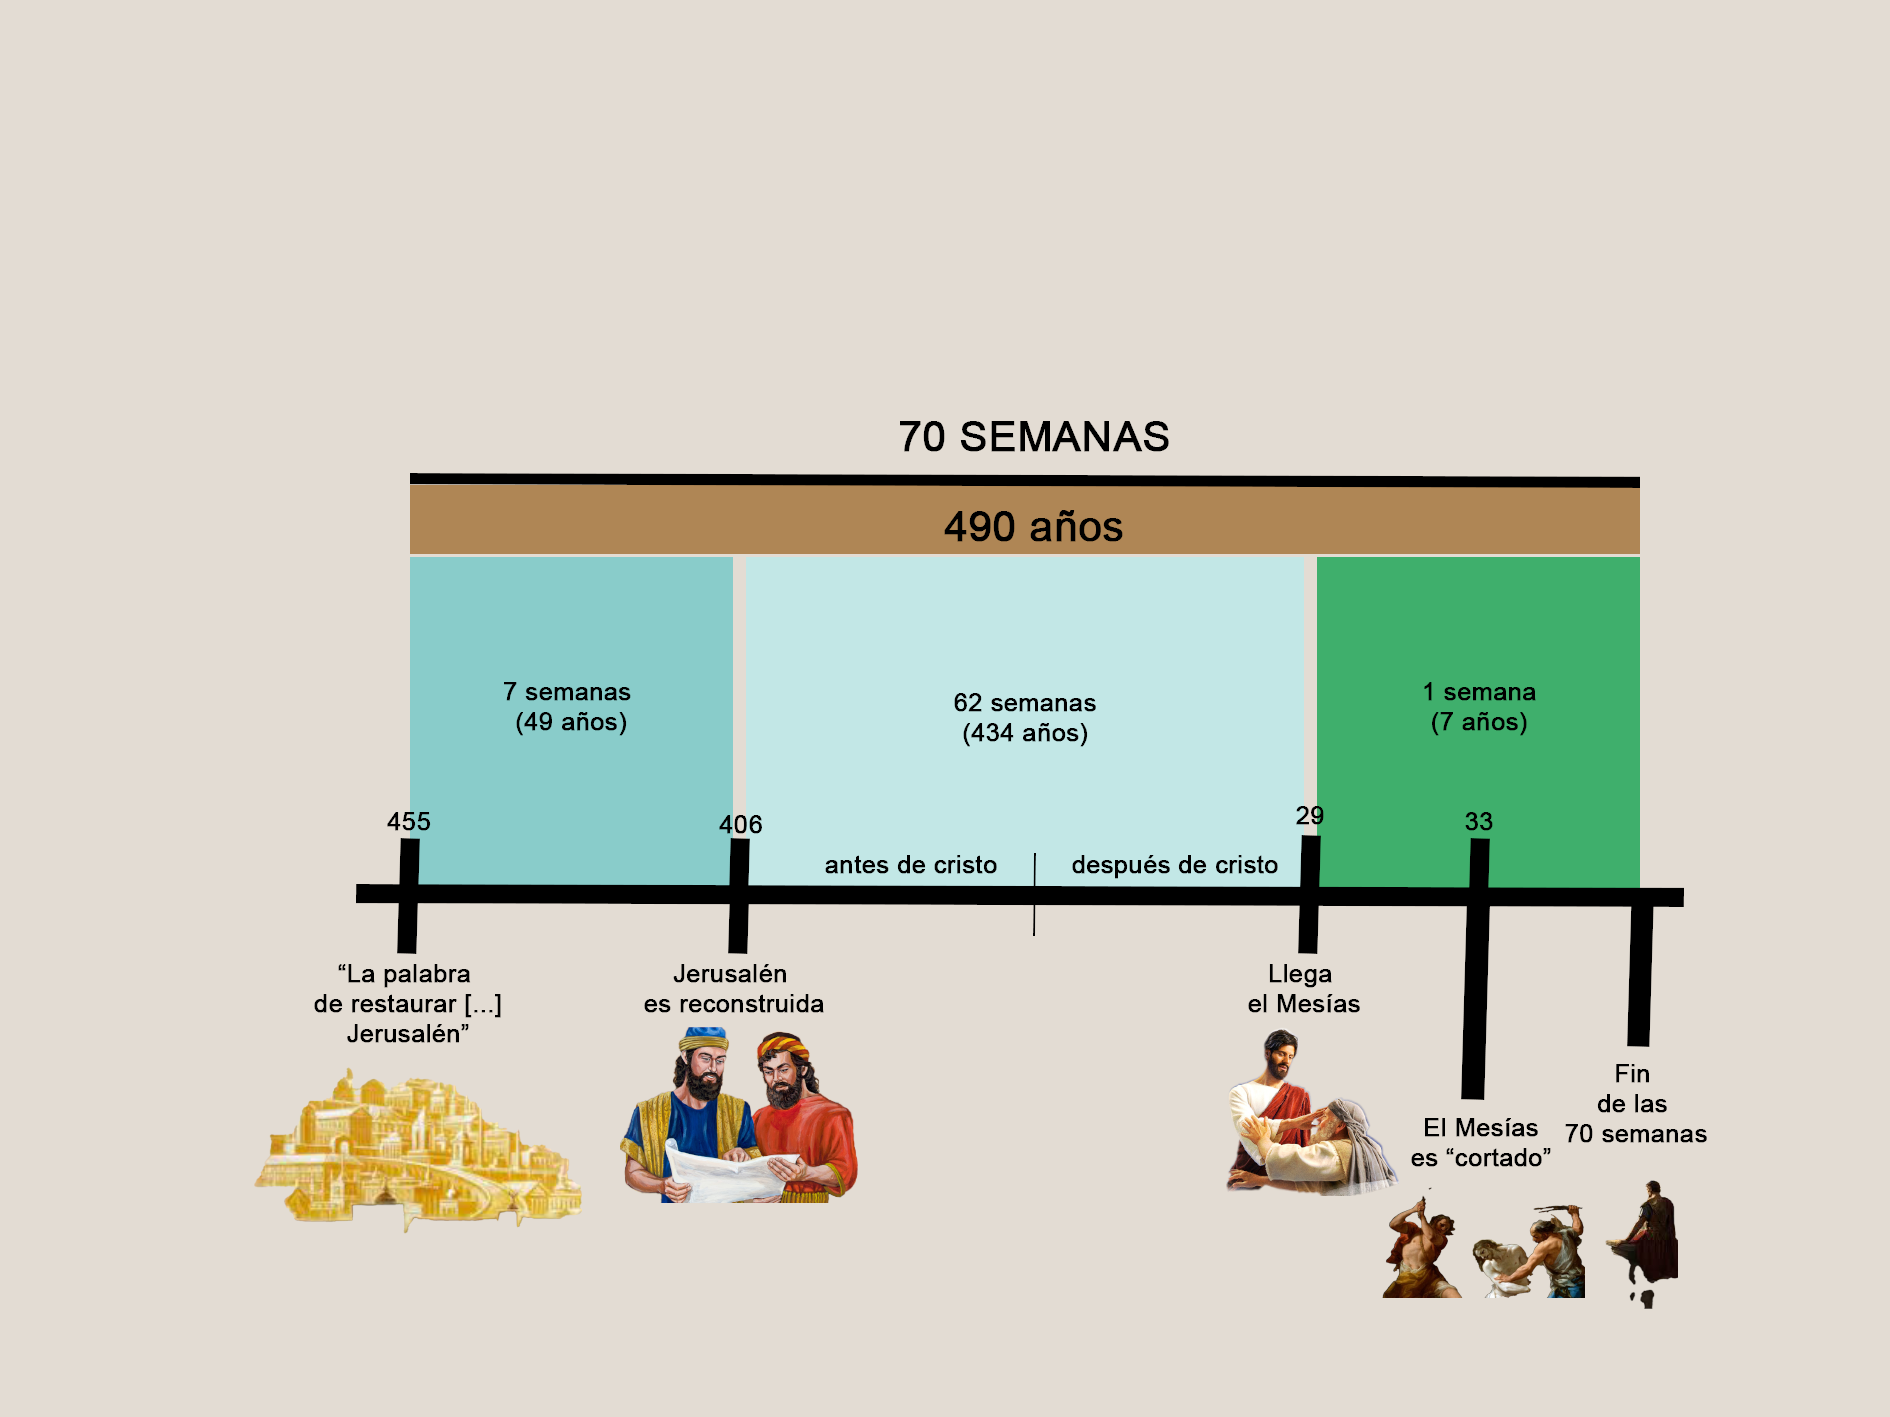 70 SEMANAS
490 años
7 semanas
(49 años)
62 semanas
(434 años)
1 semana
(7 años)
455
406
29
33
antes de cristo
después de cristo
“La palabra
de restaurar [...]
Jerusalén”
Jerusalén
es reconstruida
Llega
el Mesías
El Mesías
es “cortado”
Fin
de las
70 semanas